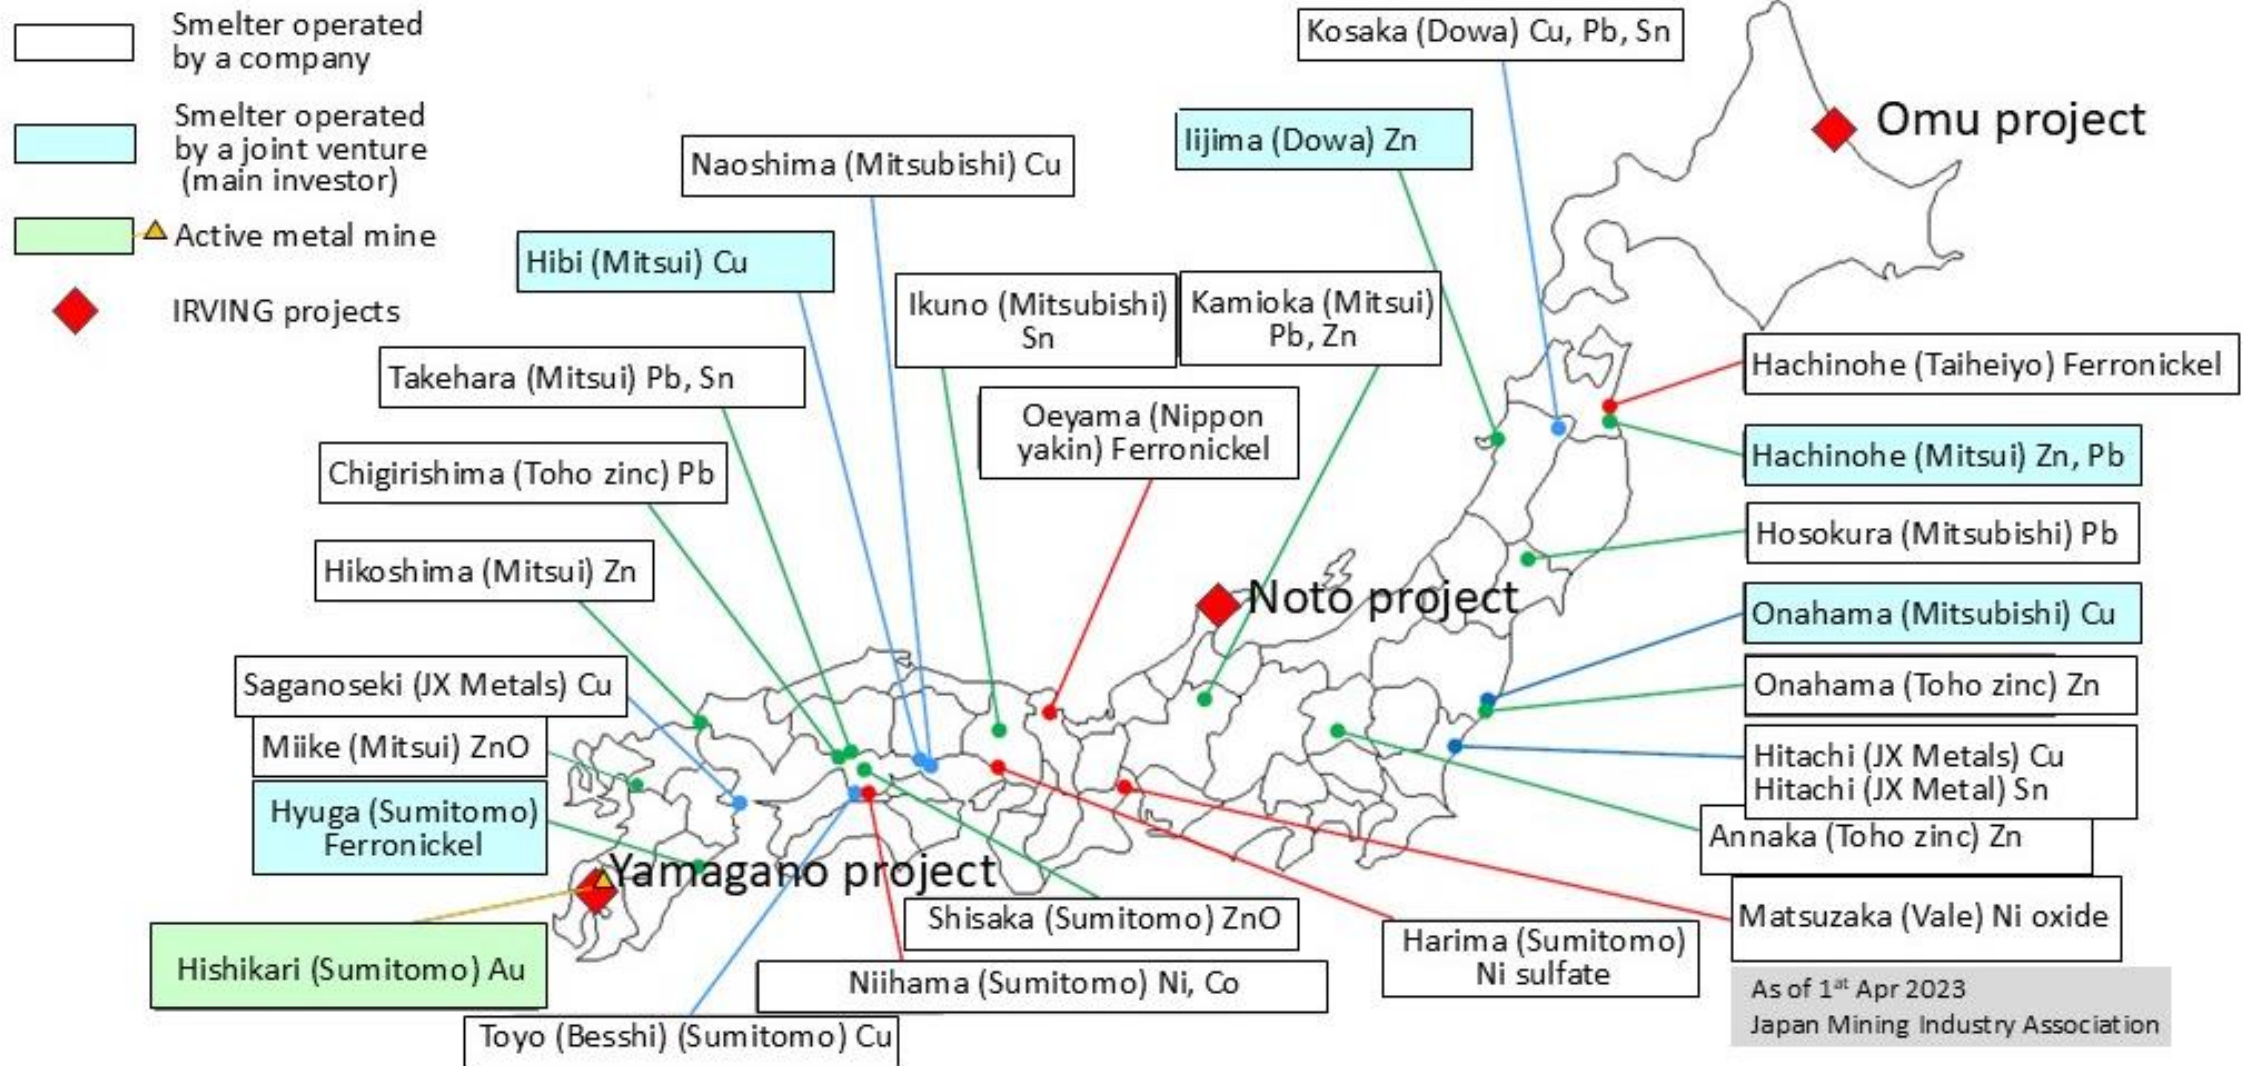 Smelter operated
by a company
Smelter operated
by a joint venture
(main investor)
Active metal mine
IRVING projects
Kosaka (Dowa) Cu, Pb, Sn
Iijima (Dowa) Zn
Omu project
Naoshima (Mitsubishi) Cu
Hibi (Mitsui) Cu
Ikuno (Mitsubishi)
Sn
Kamioka (Mitsui)
Pb, Zn
Takehara (Mitsui) Pb, Sn
Oeyama (Nippon
yakin) Ferronickel
Chigirishima (Toho zinc) Pb
Hikoshima (Mitsui) Zn
Hachinohe (Taiheiyo) Ferronickel
Hachinohe (Mitsui) Zn, Pb
Hosokura (Mitsubishi) Pb
Noto project
Onahama (Mitsubishi) Cu
Onahama (Toho zinc) Zn
Hitachi (JX Metals) Cu
Hitachi (JX Metal) Sn
Annaka (Toho zinc) Zn
Saganoseki (JX Metals) Cu
Miike (Mitsui) ZnO
Hyuga (Sumitomo)
Ferronickel
Yamagano project
Hishikari (Sumitomo) Au
Shisaka (Sumitomo) ZnO
Niihama (Sumitomo) Ni, Co
Toyo (Besshi) (Sumitomo) Cu
Harima (Sumitomo)
Ni sulfate
Matsuzaka (Vale) Ni oxide
As of 1st Apr 2023
Japan Mining Industry Association